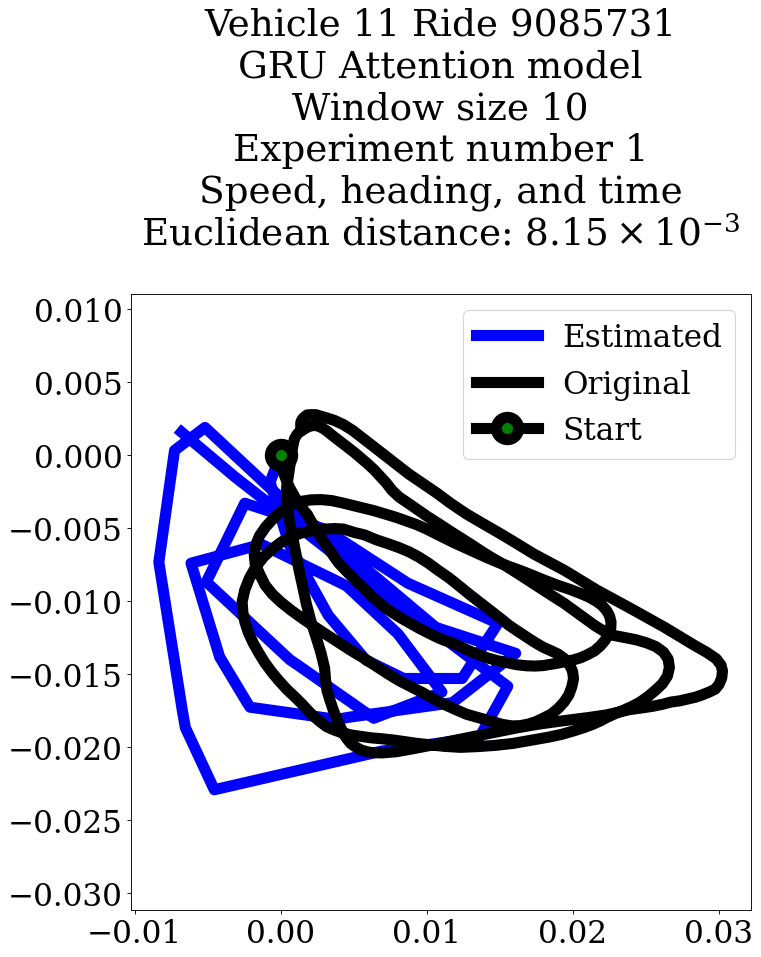 Vehicle 11 Ride 9085731
GRU Attention model
Window size 10
Experiment number 1
Speed, heading, and time
Euclidean distance: 8.15 × 10⁻³
0.010
0.005
0.000
−0.005
−0.010
−0.015
−0.020
−0.025
−0.030
Estimated
Original
Start
−0.01
0.00
0.01
0.02
0.03